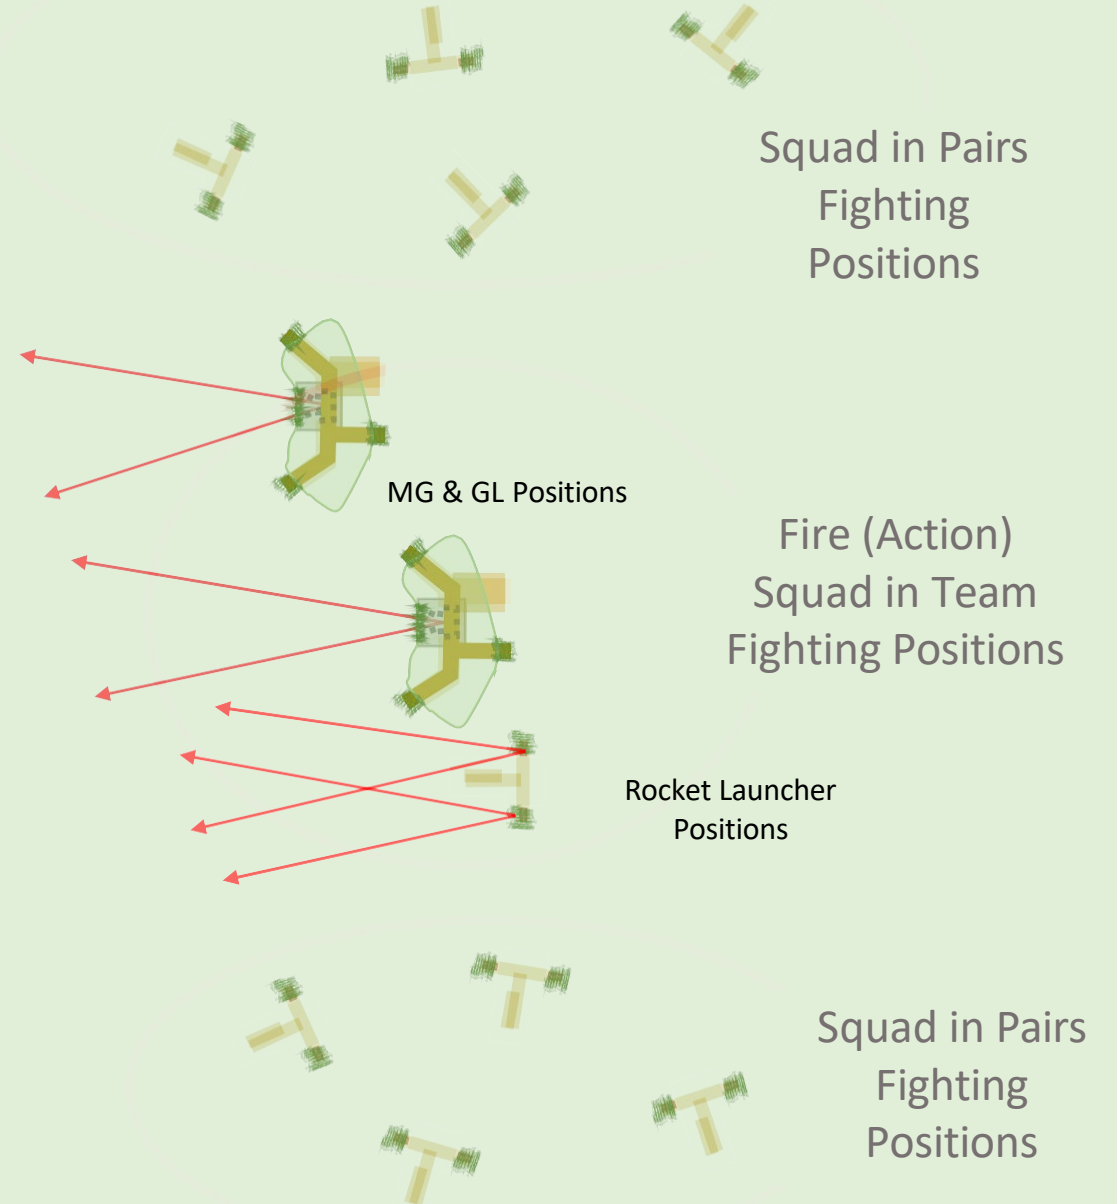 Squad in Pairs
Fighting
Positions
MG & GL Positions
Fire (Action)
Squad in Team
Fighting Positions
Rocket Launcher
Positions
Squad in Pairs
Fighting
Positions